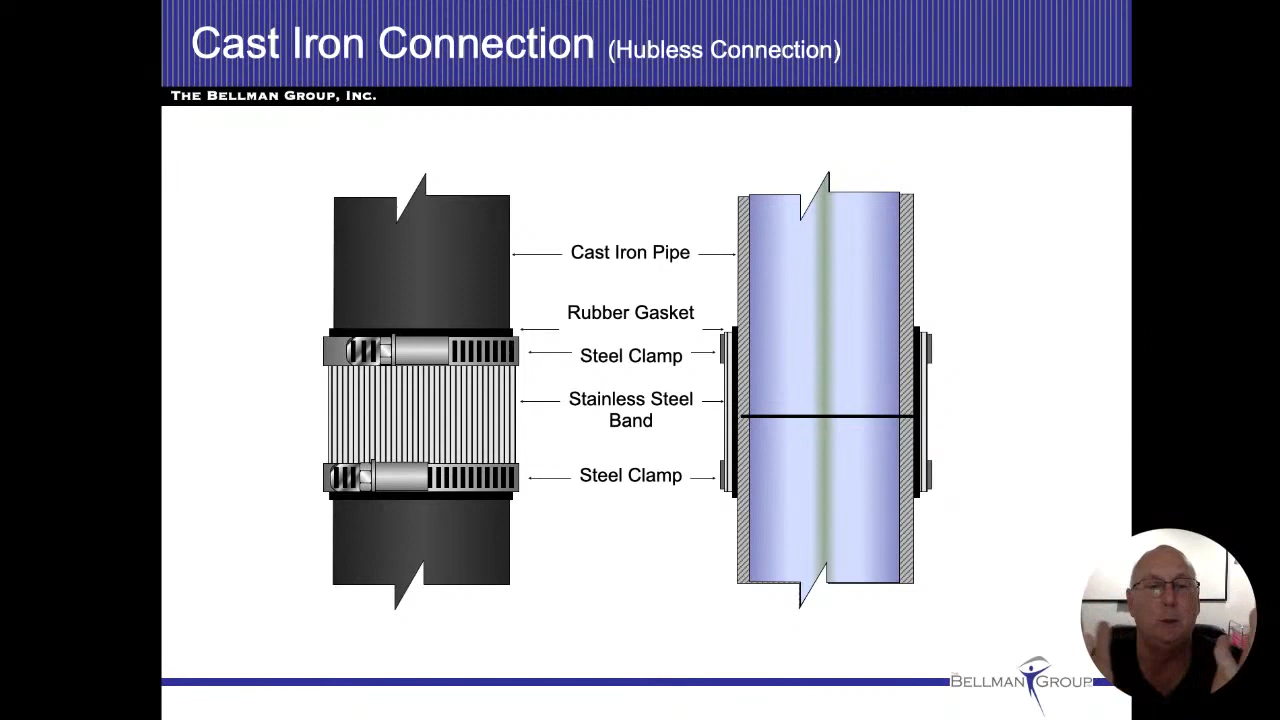 Cast Iron Connection (Hubless Connection)
THE BELLMAN GROUP, INC.
Cast Iron Pipe
Rubber Gasket
Steel Clamp
Stainless Steel
Band
Steel Clamp
THE BELLMAN GROUP